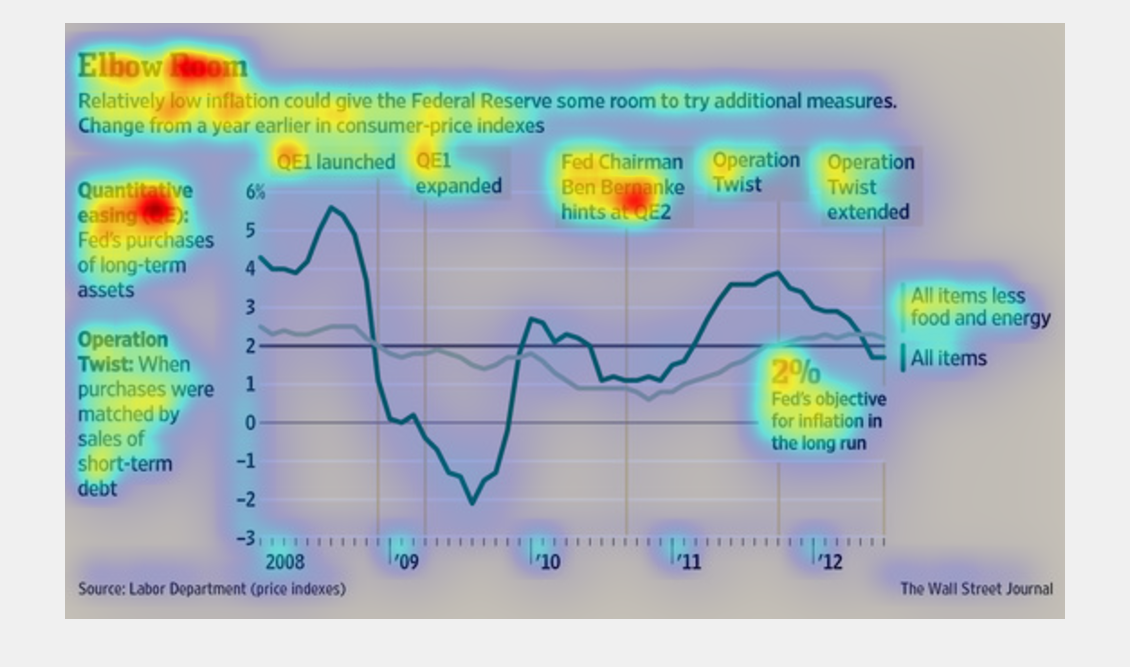 Elbow Room
Relatively low inflation could give the Federal Reserve some room to try additional measures.
Change from a year earlier in consumer-price indexes
QE1 launched
QE1
expanded
Fed Chairman
Ben Bernanke
hints at QE2
Operation
Twist
Operation
Twist
extended
Quantitative
easing (QE):
Fed's purchases
of long-term
assets
Operation
Twist: When
purchases were
matched by
sales of
short-term
debt
6%
5
4
3
2
1
0
–1
–2
–3
All items less
food and energy
All items
2%
Fed's objective
for inflation in
the long run
2008
'09
'10
'11
'12
Source: Labor Department (price indexes)
The Wall Street Journal